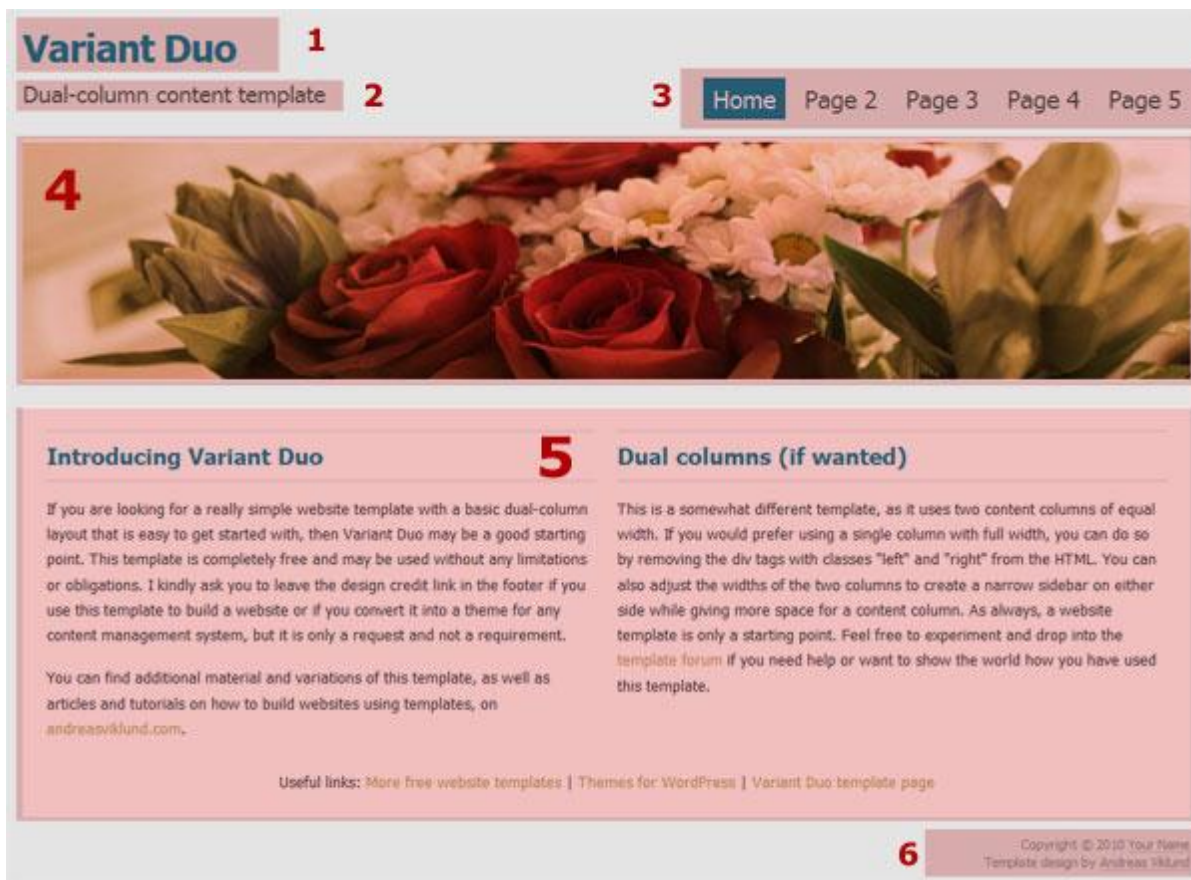 Variant Duo 1
Dual-column content template 2
3 Home Page 2 Page 3 Page 4 Page 5
4
5
Introducing Variant Duo
If you are looking for a really simple website template with a basic dual-column
layout that is easy to get started with, then Variant Duo may be a good starting
point. This template is completely free and may be used without any limitations
or obligations. I kindly ask you to leave the design credit link in the footer if you
use this template to build a website or if you convert it into a theme for any
content management system, but it is only a request and not a requirement.
You can find additional material and variations of this template, as well as
articles and tutorials on how to build websites using templates, on
andreasviklund.com.
Dual columns (if wanted)
This is a somewhat different template, as it uses two content columns of equal
width. If you would prefer using a single column with full width, you can do so
by removing the div tags with classes "left" and "right" from the HTML. You can
also adjust the widths of the two columns to create a narrow sidebar on either
side while giving more space for a content column. As always, a website
template is only a starting point. Feel free to experiment and drop into the
template forum if you need help or want to show the world how you have used
this template.
Useful links: More free website templates | Themes for WordPress | Variant Duo template page
6
Copyright © 2010 Your Name
Template design by Andreas Viklund